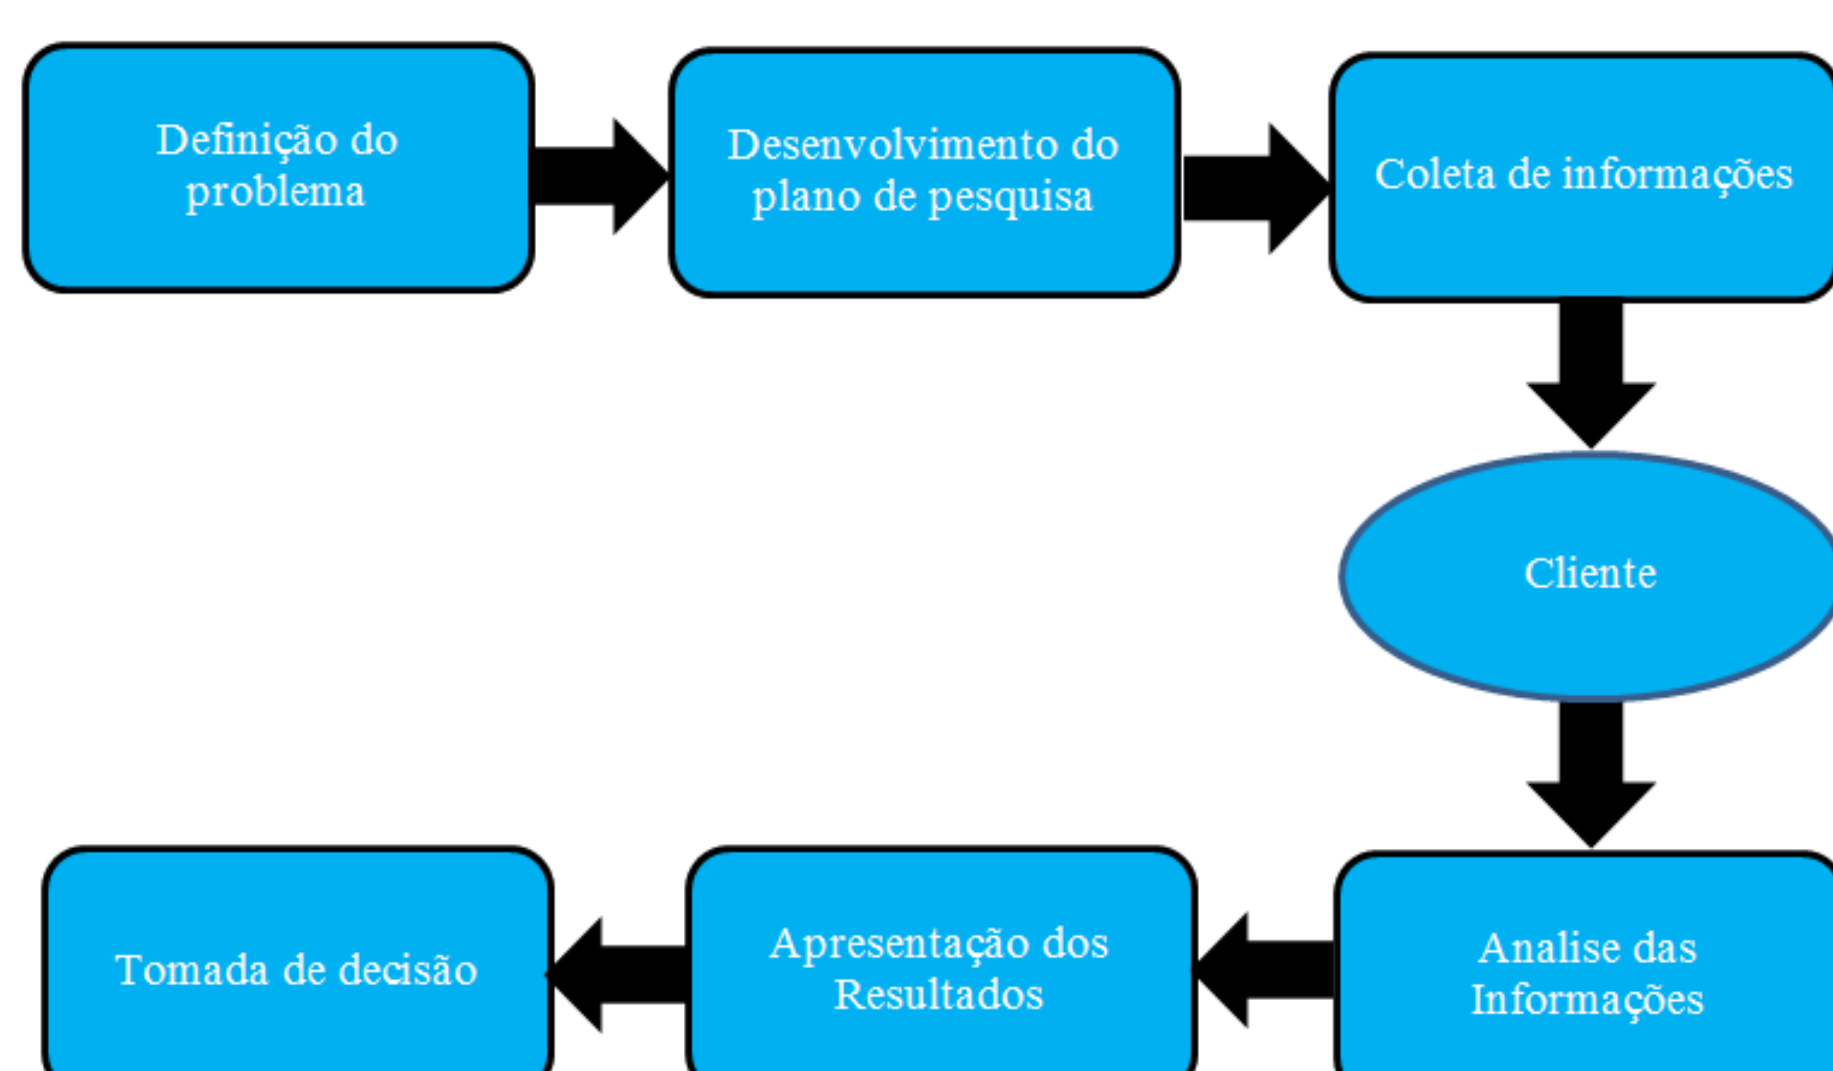 Definição do
problema
Desenvolvimento do
plano de pesquisa
Coleta de informações
Cliente
Analise das
Informações
Apresentação dos
Resultados
Tomada de decisão